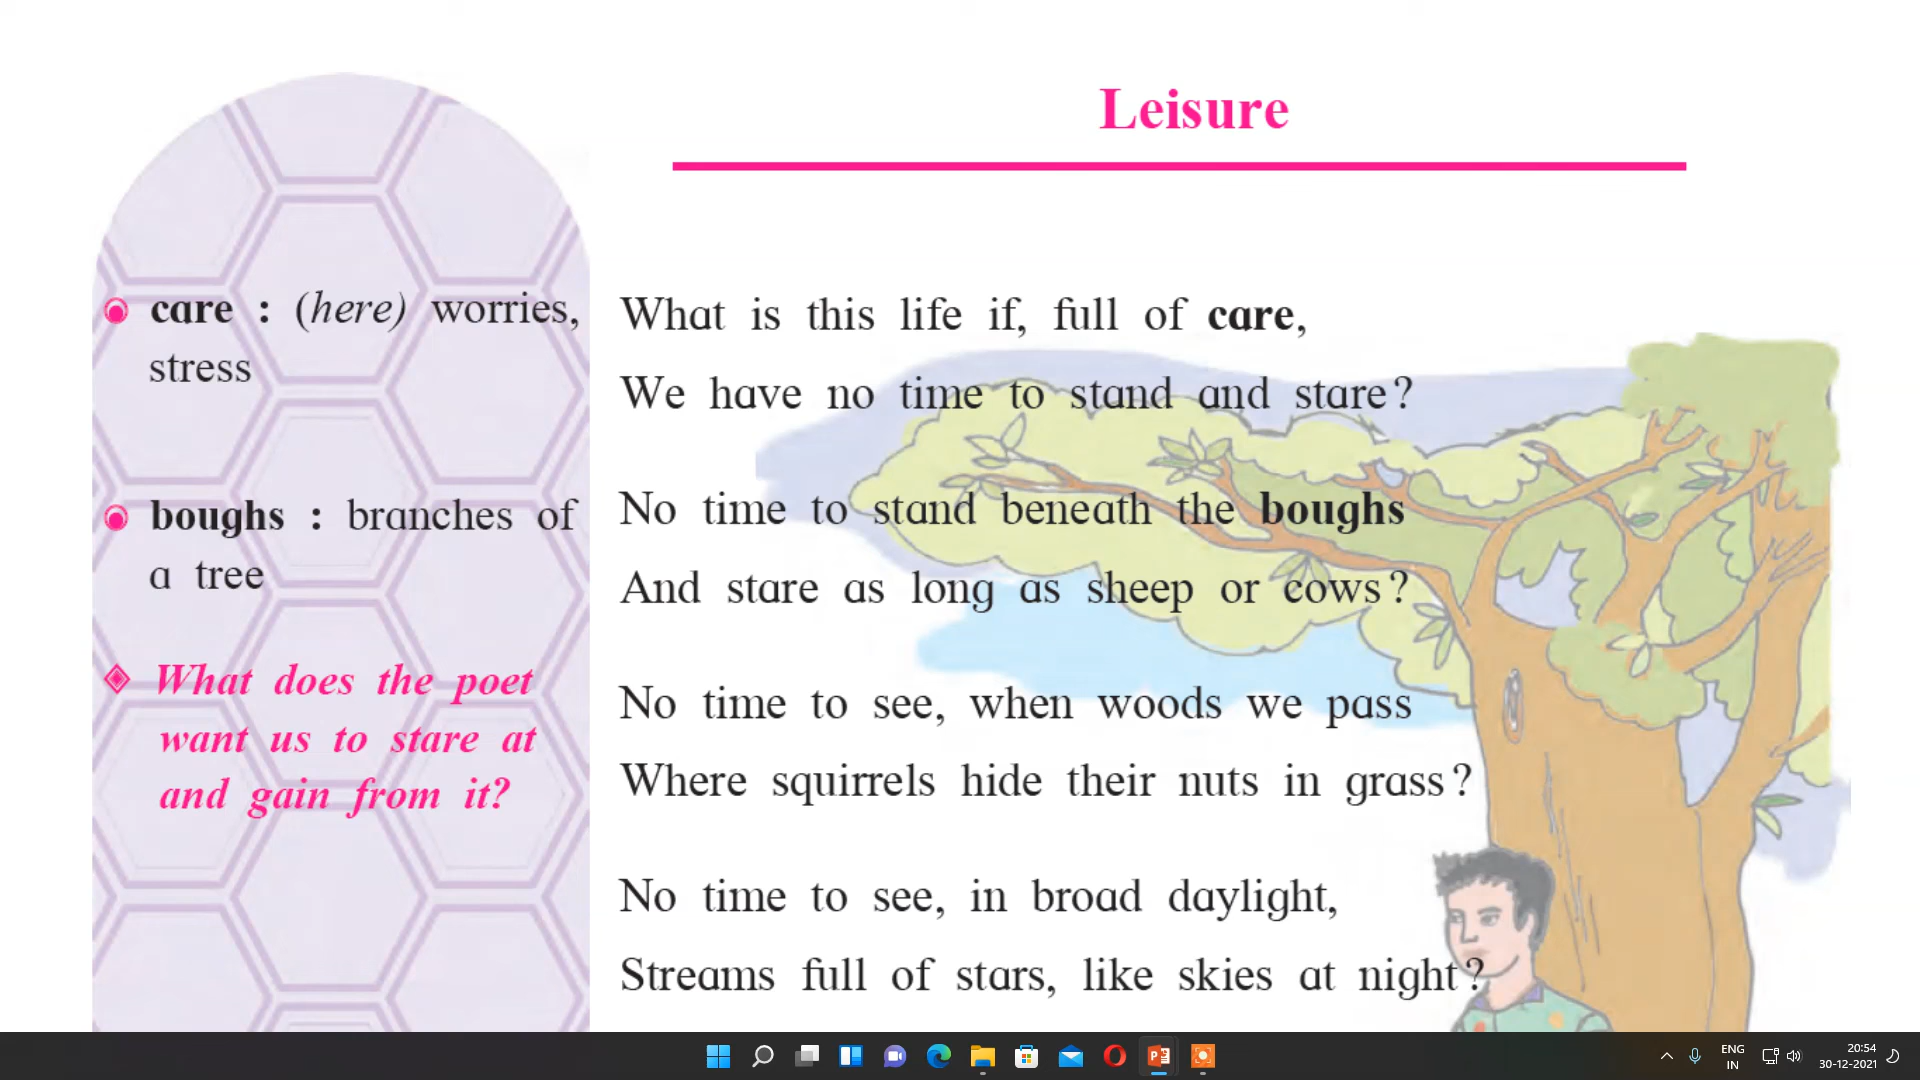 Leisure
care : (here) worries,
stress
boughs : branches of
a tree
What does the poet
want us to stare at
and gain from it?
What is this life if, full of care,
We have no time to stand and stare?
No time to stand beneath the boughs
And stare as long as sheep or cows?
No time to see, when woods we pass
Where squirrels hide their nuts in grass?
No time to see, in broad daylight,
Streams full of stars, like skies at night?
ENG
IN
20:54
30-12-2021